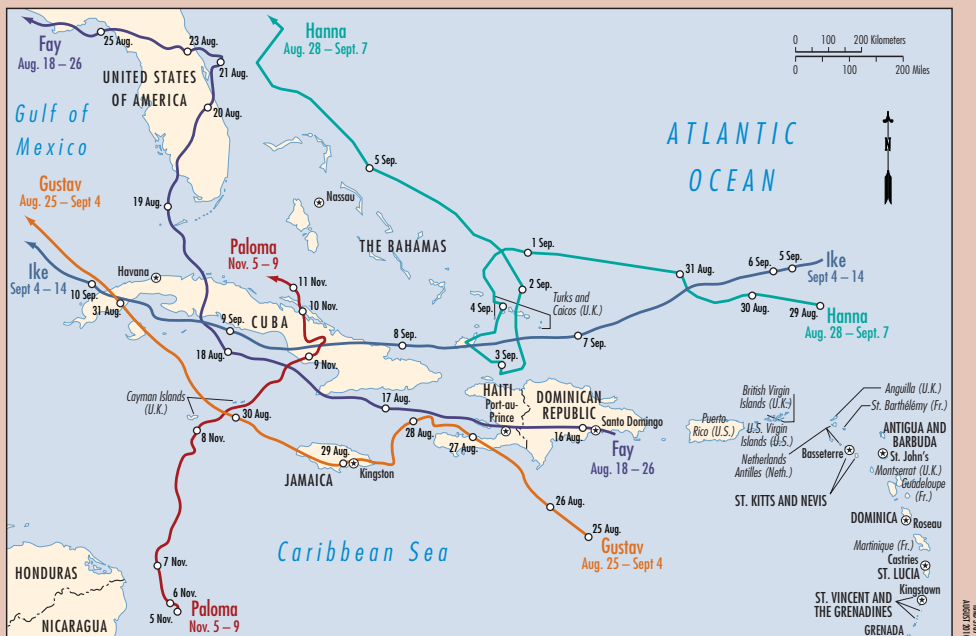 Fay
Aug. 18 – 26
25 Aug.
23 Aug.
21 Aug.
20 Aug.
19 Aug.
UNITED STATES
OF AMERICA
Hanna
Aug. 28 – Sept. 7
0 100 200 Kilometers
0 100 200 Miles
Gulf of
Mexico
ATLANTIC
OCEAN
N
Gustav
Aug. 25 – Sept 4
5 Sep.
Nassau
THE BAHAMAS
Paloma
Nov. 5 – 9
Ike
Sept 4 – 14
Havana
10 Sep.
31 Aug.
11 Nov.
10 Nov.
9 Sep.
CUBA
18 Aug.
9 Nov.
8 Sep.
1 Sep.
2 Sep.
4 Sep.
3 Sep.
Turks and
Caicos (U.K.)
31 Aug.
6 Sep.
5 Sep.
Ike
Sept 4 – 14
30 Aug.
29 Aug.
Hanna
Aug. 28 – Sept. 7
7 Sep.
Cayman Islands
(U.K.)
30 Aug.
8 Nov.
17 Aug.
28 Aug.
29 Aug.
Kingston
JAMAICA
27 Aug.
HAITI
Port-au-
Prince
DOMINICAN
REPUBLIC
Santo Domingo
16 Aug.
Fay
Aug. 18 – 26
26 Aug.
25 Aug.
Gustav
Aug. 25 – Sept 4
Puerto
Rico (U.S.)
British Virgin
Islands (U.K.)
U.S. Virgin
Islands (U.S.)
Netherlands
Antilles (Neth.)
Anguilla (U.K.)
St. Barthélémy (Fr.)
ANTIGUA AND
BARBUDA
St. John's
Basseterre
Montserrat (U.K.)
Guadeloupe
(Fr.)
ST. KITTS AND NEVIS
DOMINICA
Roseau
Martinique (Fr.)
Castries
ST. LUCIA
Kingstown
ST. VINCENT AND
THE GRENADINES
GRENADA
Caribbean Sea
7 Nov.
6 Nov.
5 Nov.
Paloma
Nov. 5 – 9
HONDURAS
NICARAGUA